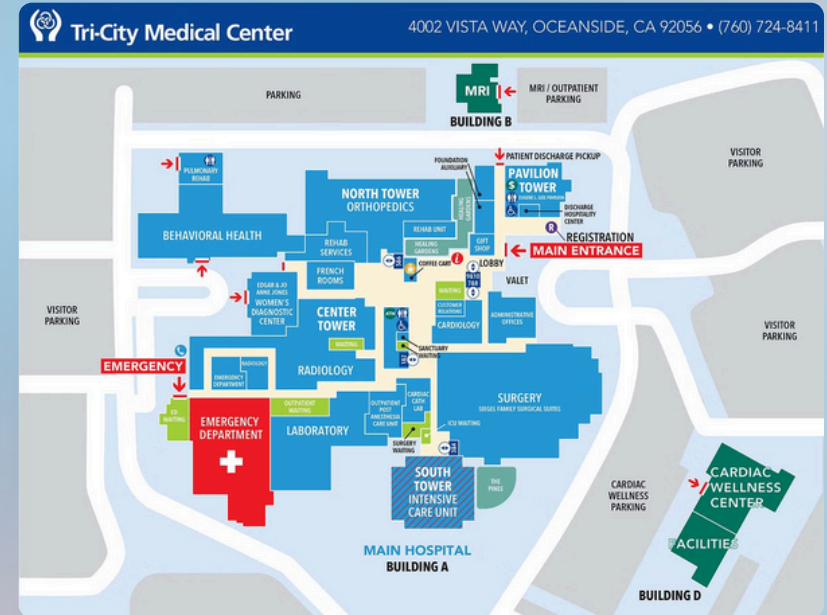 Tri-City Medical Center
4002 VISTA WAY, OCEANSIDE, CA 92056 • (760) 724-8411
PARKING
MRI
MRI / OUTPATIENT
PARKING
BUILDING B
VISITOR
PARKING
PATIENT DISCHARGE PICKUP
FOUNDATION
AUXILIARY
PULMONARY
REHAB
PAVILION
TOWER
$
NORTH TOWER
ORTHOPEDICS
HEALING
GARDENS
DISCHARGE
HOSPITALITY
CENTER
BEHAVIORAL HEALTH
REHAB UNIT
R
REGISTRATION
REHAB
SERVICES
HEALING
GARDENS
GIFT
SHOP
MAIN ENTRANCE
i
LOBBY
COFFEE CART
FRENCH
ROOMS
VALET
EDGAR & JO
ANNE JONES
WOMEN'S
DIAGNOSTIC
CENTER
WAITING
CUSTOMER
RELATIONS
VISITOR
PARKING
CENTER
TOWER
ATM
CARDIOLOGY
ADMINISTRATIVE
OFFICES
VISITOR
PARKING
WAITING
SANCTUARY
WAITING
EMERGENCY
RADIOLOGY
RADIOLOGY
EMERGENCY
DEPARTMENT
SURGERY
SIEGEL FAMILY SURGICAL SUITES
CARDIAC
CATH
LAB
OUTPATIENT
POST
ANESTHESIA
CARE UNIT
OUTPATIENT
WAITING
ED
WAITING
EMERGENCY
DEPARTMENT
LABORATORY
ICU WAITING
SURGERY
WAITING
SOUTH
TOWER
INTENSIVE
CARE UNIT
THE
PINES
CARDIAC
WELLNESS
PARKING
CARDIAC
WELLNESS
CENTER
FACILITIES
MAIN HOSPITAL
BUILDING A
BUILDING D